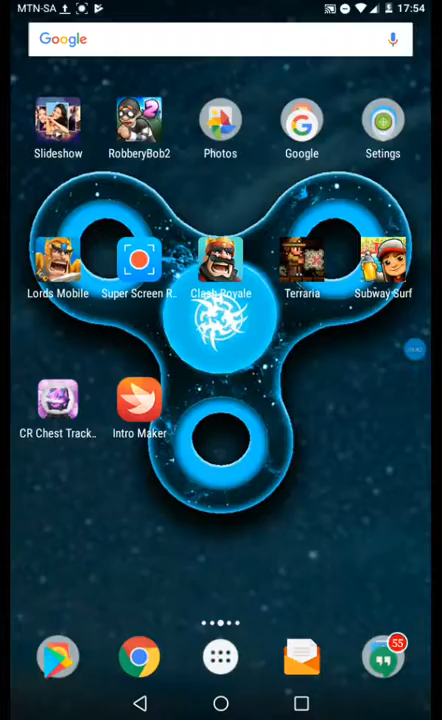 MTN-SA 17:54
Google
Slideshow RobberyBob2 Photos Google Setings
Lords Mobile Super Screen R.. Clash Royale Terraria Subway Surf
CR Chest Track.. Intro Maker
55